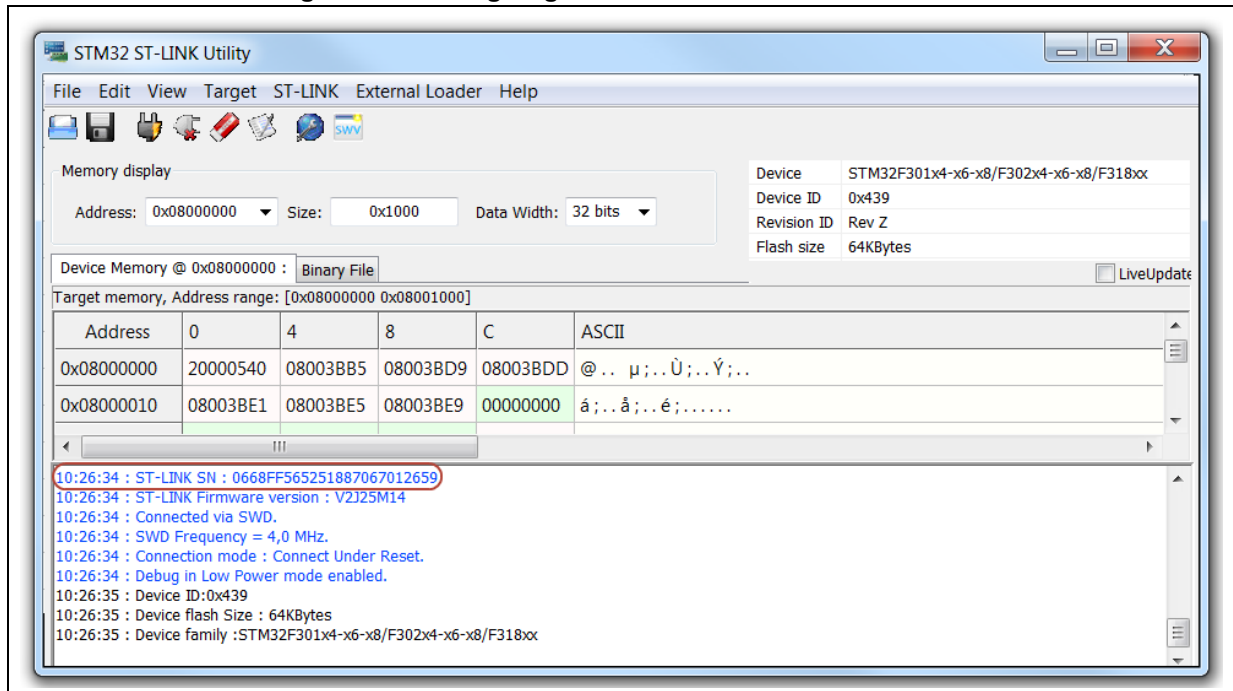 STM32 ST-LINK Utility
File Edit View Target ST-LINK External Loader Help
SWV
Memory display
Address: 0x08000000 Size: 0x1000 Data Width: 32 bits
Device STM32F301x4-x6-x8/F302x4-x6-x8/F318xx
Device ID 0x439
Revision ID Rev Z
Flash size 64KBytes
Device Memory @ 0x08000000 : Binary File
LiveUpdate
Target memory, Address range: [0x08000000 0x08001000]
Address 0 4 8 C ASCII
0x08000000 20000540 08003BB5 08003BD9 08003BDD @.. µ;..Ù;..Ý;..
0x08000010 08003BE1 08003BE5 08003BE9 00000000 á;..å;..é;......
10:26:34 : ST-LINK SN : 0668FF565251887067012659
10:26:34 : ST-LINK Firmware version : V2J25M14
10:26:34 : Connected via SWD.
10:26:34 : SWD Frequency = 4,0 MHz.
10:26:34 : Connection mode : Connect Under Reset.
10:26:34 : Debug in Low Power mode enabled.
10:26:35 : Device ID:0x439
10:26:35 : Device flash Size : 64KBytes
10:26:35 : Device family :STM32F301x4-x6-x8/F302x4-x6-x8/F318xx